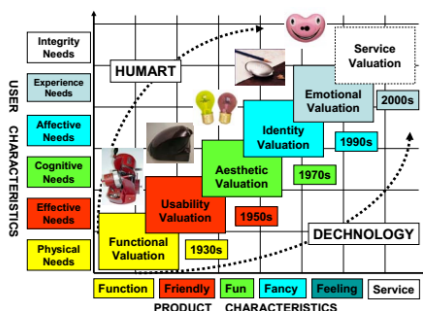 Integrity
Needs
Experience
Needs
Affective
Needs
Cognitive
Needs
Effective
Needs
Physical
Needs
USER CHARACTERISTICS
HUMART
Service
Valuation
Emotional
Valuation
2000s
Identity
Valuation
1990s
Aesthetic
Valuation
1970s
Usability
Valuation
1950s
Functional
Valuation
1930s
DECHNOLOGY
Function
Friendly
Fun
Fancy
Feeling
Service
PRODUCT CHARACTERISTICS